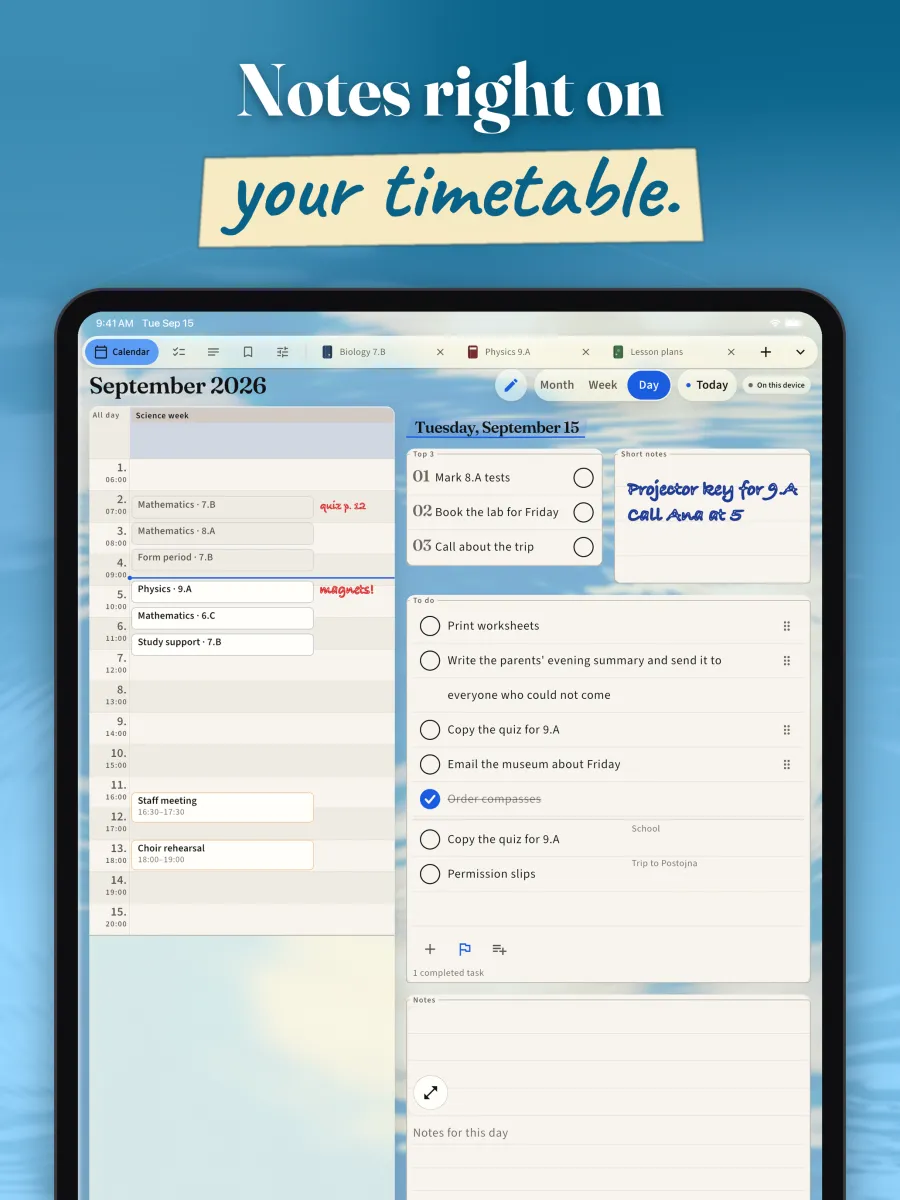 Notes right on
your timetable.
9:41 AM Tue Sep 15
Calendar
Biology 7.B
Physics 9.A
Lesson plans
September 2026
Month Week Day
Today
On this device
All day
Science week
1.
06:00
2.
07:00
Mathematics · 7.B
quiz p. 12
3.
08:00
Mathematics · 8.A
4.
09:00
Form period · 7.B
5.
10:00
Physics · 9.A
magnets!
Mathematics · 6.C
6.
11:00
Study support · 7.B
7.
12:00
8.
13:00
9.
14:00
10.
15:00
11.
16:00
Staff meeting
16:30–17:30
12.
17:00
13.
18:00
Choir rehearsal
18:00–19:00
14.
19:00
15.
20:00
Tuesday, September 15
Top 3
01 Mark 8.A tests
02 Book the lab for Friday
03 Call about the trip
Short notes
Projector key for 9.A
Call Ana at 5
To do
Print worksheets
Write the parents' evening summary and send it to
everyone who could not come
Copy the quiz for 9.A
Email the museum about Friday
Order compasses
Copy the quiz for 9.A
School
Permission slips
Trip to Postojna
1 completed task
Notes
Notes for this day